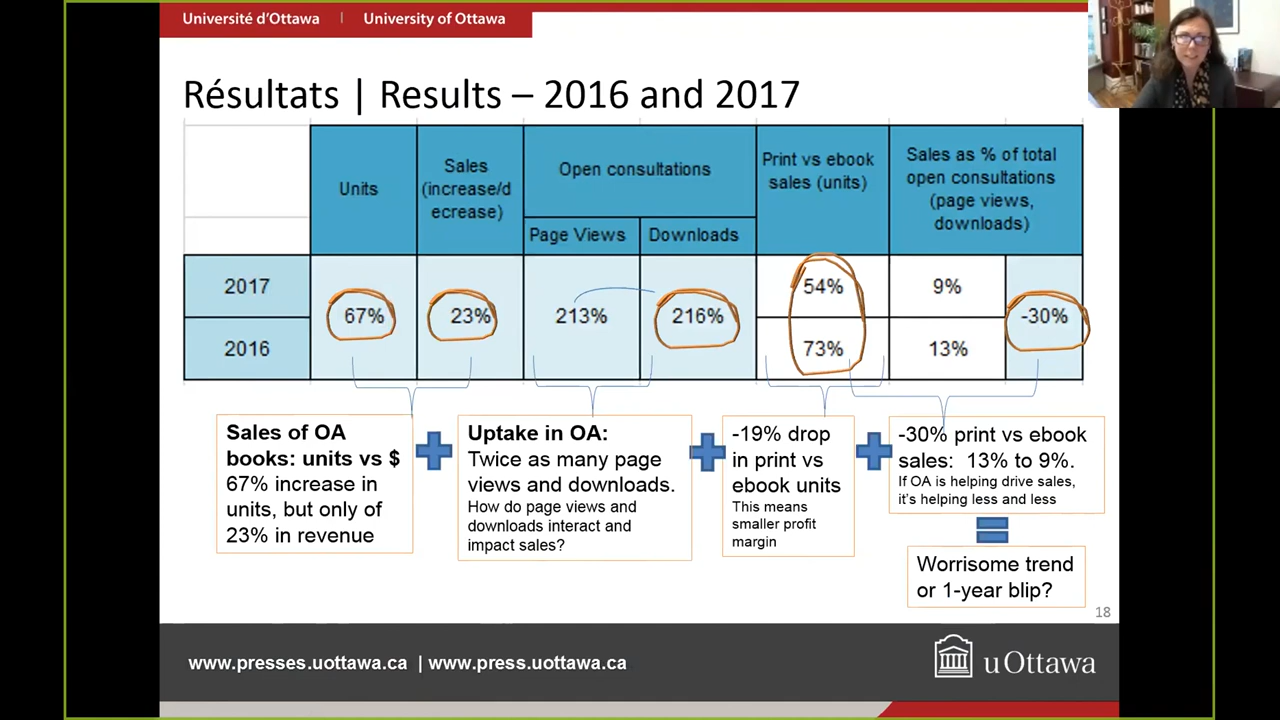 Université d'Ottawa | University of Ottawa
Résultats | Results – 2016 and 2017
Units
Sales
(increase/d
ecrease)
Open consultations
Page Views
Downloads
Print vs ebook
sales (units)
Sales as % of total
open consultations
(page views,
downloads)
2017
2016
67%
23%
213%
216%
54%
73%
9%
13%
-30%
Sales of OA
books: units vs $
67% increase in
units, but only of
23% in revenue
Uptake in OA:
Twice as many page
views and downloads.
How do page views and
downloads interact and
impact sales?
-19% drop
in print vs
ebook units
This means
smaller profit
margin
-30% print vs ebook
sales: 13% to 9%.
If OA is helping drive sales,
it's helping less and less
Worrisome trend
or 1-year blip?
18
www.presses.uottawa.ca | www.press.uottawa.ca
uOttawa